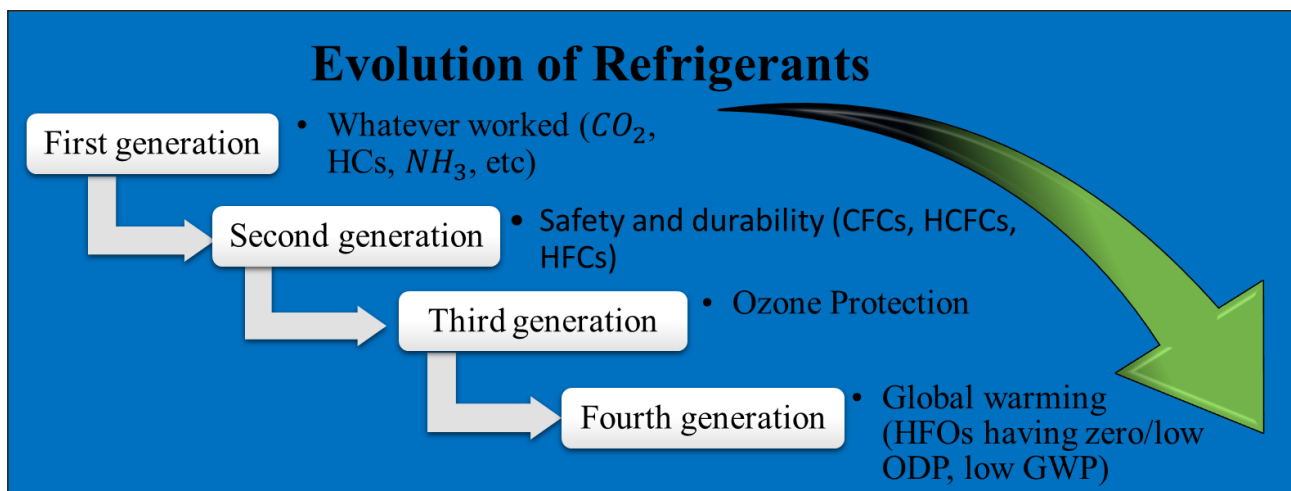 Evolution of Refrigerants
First generation
• Whatever worked (CO₂,
HCs, NH₃, etc)
Second generation
• Safety and durability (CFCs, HCFCs,
HFCs)
Third generation
• Ozone Protection
Fourth generation
• Global warming
(HFOs having zero/low
ODP, low GWP)